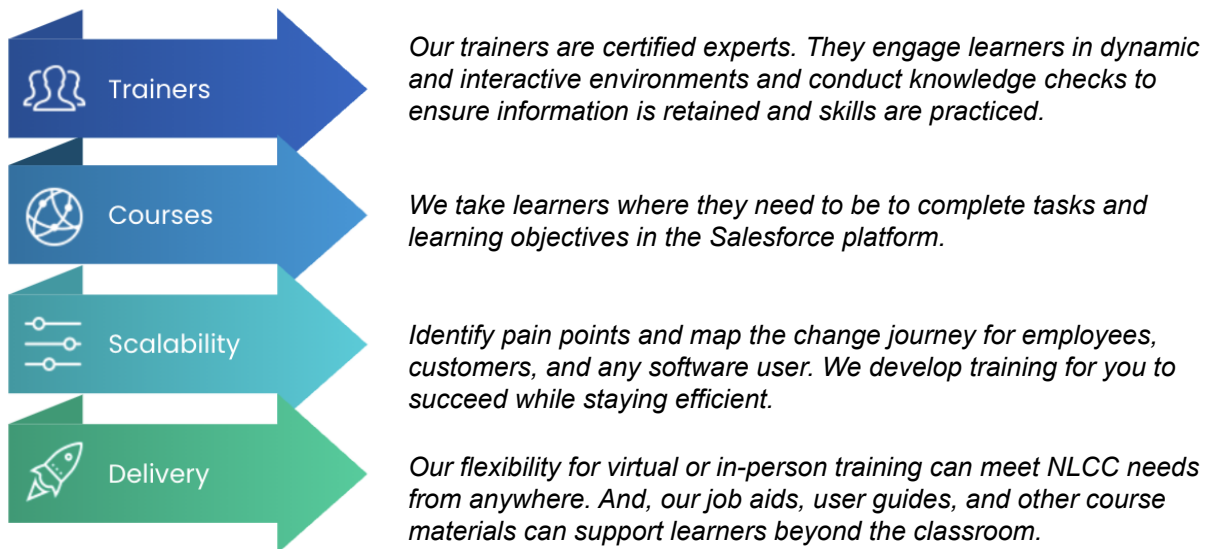 Trainers
Our trainers are certified experts. They engage learners in dynamic
and interactive environments and conduct knowledge checks to
ensure information is retained and skills are practiced.
Courses
We take learners where they need to be to complete tasks and
learning objectives in the Salesforce platform.
Scalability
Identify pain points and map the change journey for employees,
customers, and any software user. We develop training for you to
succeed while staying efficient.
Delivery
Our flexibility for virtual or in-person training can meet NLCC needs
from anywhere. And, our job aids, user guides, and other course
materials can support learners beyond the classroom.